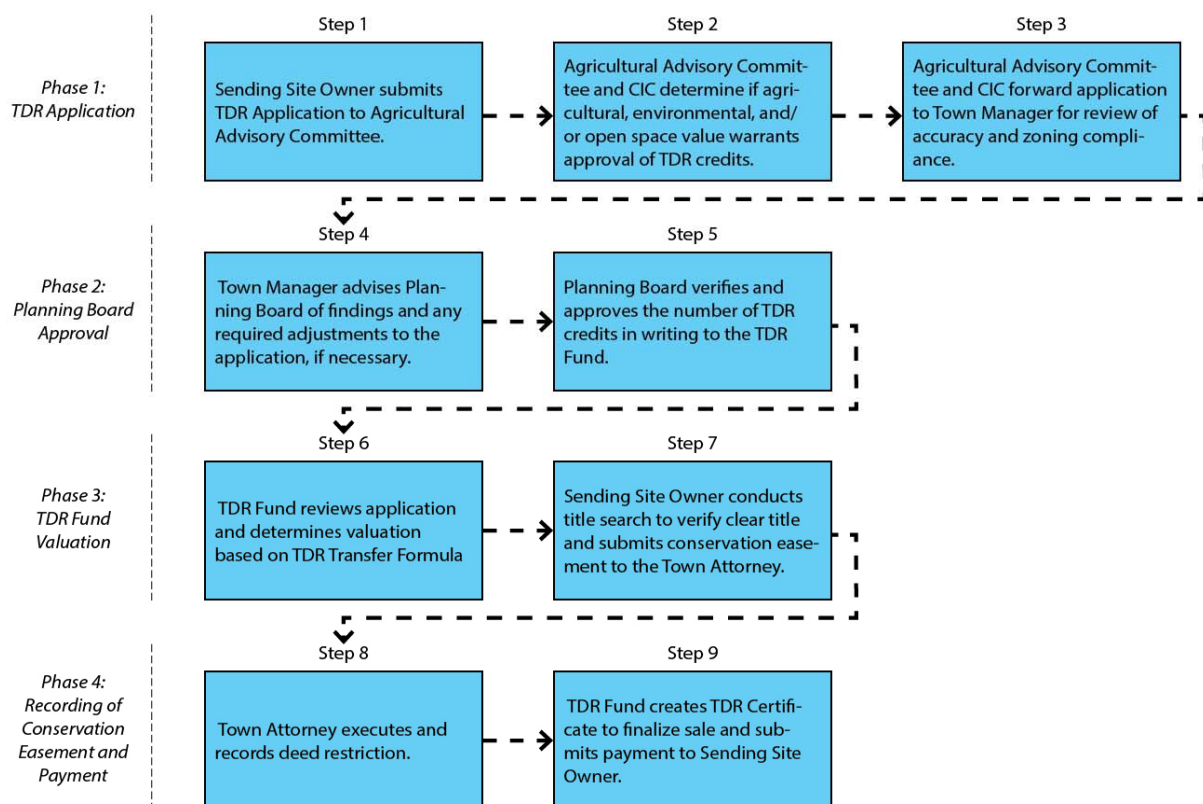 Step 1
Step 2
Step 3
Phase 1:
TDR Application
Sending Site Owner submits
TDR Application to Agricultural
Advisory Committee.
Agricultural Advisory Commit-
tee and CIC determine if agri-
cultural, environmental, and/
or open space value warrants
approval of TDR credits.
Agricultural Advisory Commit-
tee and CIC forward application
to Town Manager for review of
accuracy and zoning compli-
ance.
Step 4
Step 5
Phase 2:
Planning Board
Approval
Town Manager advises Plan-
ning Board of findings and any
required adjustments to the
application, if necessary.
Planning Board verifies and
approves the number of TDR
credits in writing to the TDR
Fund.
Step 6
Step 7
Phase 3:
TDR Fund
Valuation
TDR Fund reviews application
and determines valuation
based on TDR Transfer Formula
Sending Site Owner conducts
title search to verify clear title
and submits conservation ease-
ment to the Town Attorney.
Step 8
Step 9
Phase 4:
Recording of
Conservation
Easement and
Payment
Town Attorney executes and
records deed restriction.
TDR Fund creates TDR Certifi-
cate to finalize sale and sub-
mits payment to Sending Site
Owner.